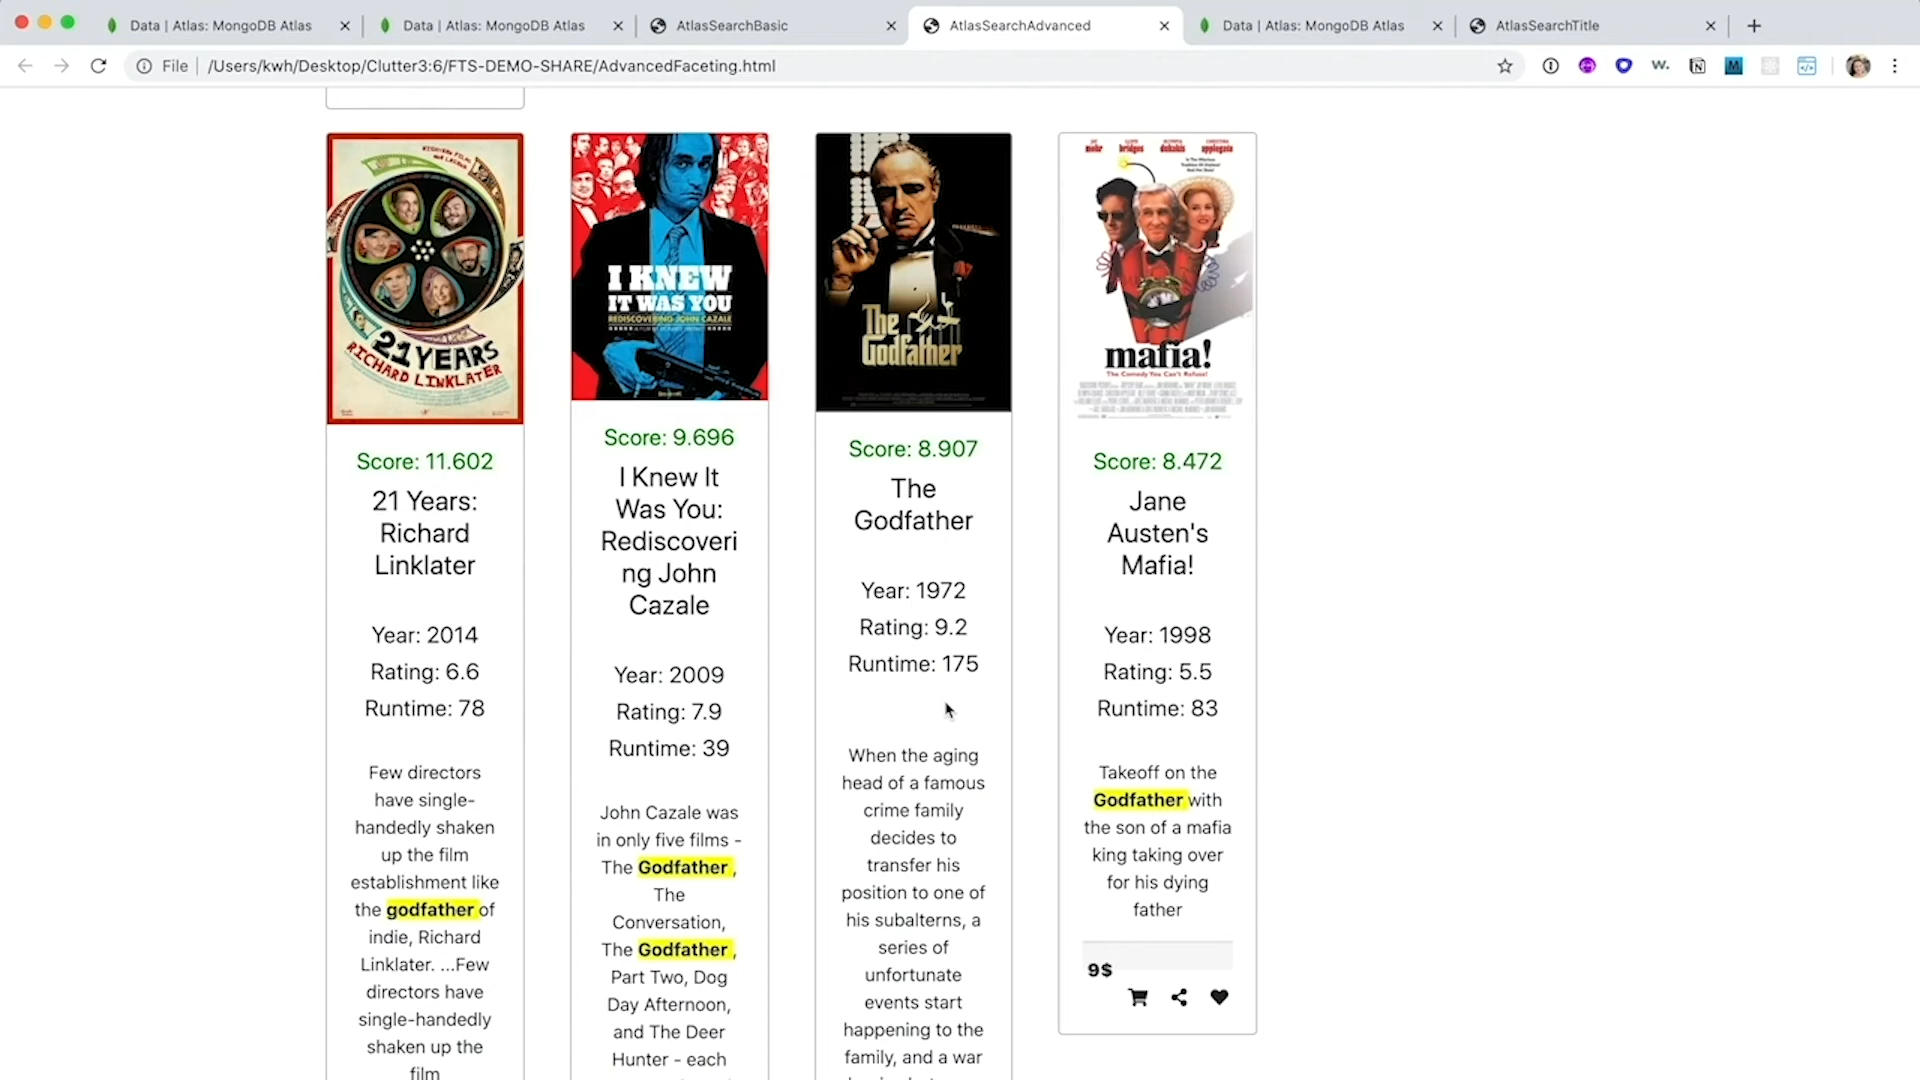 Data | Atlas: MongoDB Atlas
Data | Atlas: MongoDB Atlas
AtlasSearchBasic
AtlasSearchAdvanced
Data | Atlas: MongoDB Atlas
AtlasSearchTitle
File
/Users/kwh/Desktop/Clutter3:6/FTS-DEMO-SHARE/AdvancedFaceting.html
21 YEARS
RICHARD LINKLATER
Score: 11.602
21 Years:
Richard
Linklater
Year: 2014
Rating: 6.6
Runtime: 78
Few directors
have single-
handedly shaken
up the film
establishment like
the godfather of
indie, Richard
Linklater. ...Few
directors have
single-handedly
shaken up the
film
I KNEW
IT WAS YOU
REDISCOVERING JOHN CAZALE
Score: 9.696
I Knew It
Was You:
Rediscoveri
ng John
Cazale
Year: 2009
Rating: 7.9
Runtime: 39
John Cazale was
in only five films -
The Godfather ,
The
Conversation,
The Godfather ,
Part Two, Dog
Day Afternoon,
and The Deer
Hunter - each
The
Godfather
Score: 8.907
The
Godfather
Year: 1972
Rating: 9.2
Runtime: 175
When the aging
head of a famous
crime family
decides to
transfer his
position to one of
his subalterns, a
series of
unfortunate
events start
happening to the
family, and a war
jay mohr
lloyd bridges
olympia dukakis
christina applegate
mafia!
The Comedy You Can't Refuse!
Score: 8.472
Jane
Austen's
Mafia!
Year: 1998
Rating: 5.5
Runtime: 83
Takeoff on the
Godfather with
the son of a mafia
king taking over
for his dying
father
9$